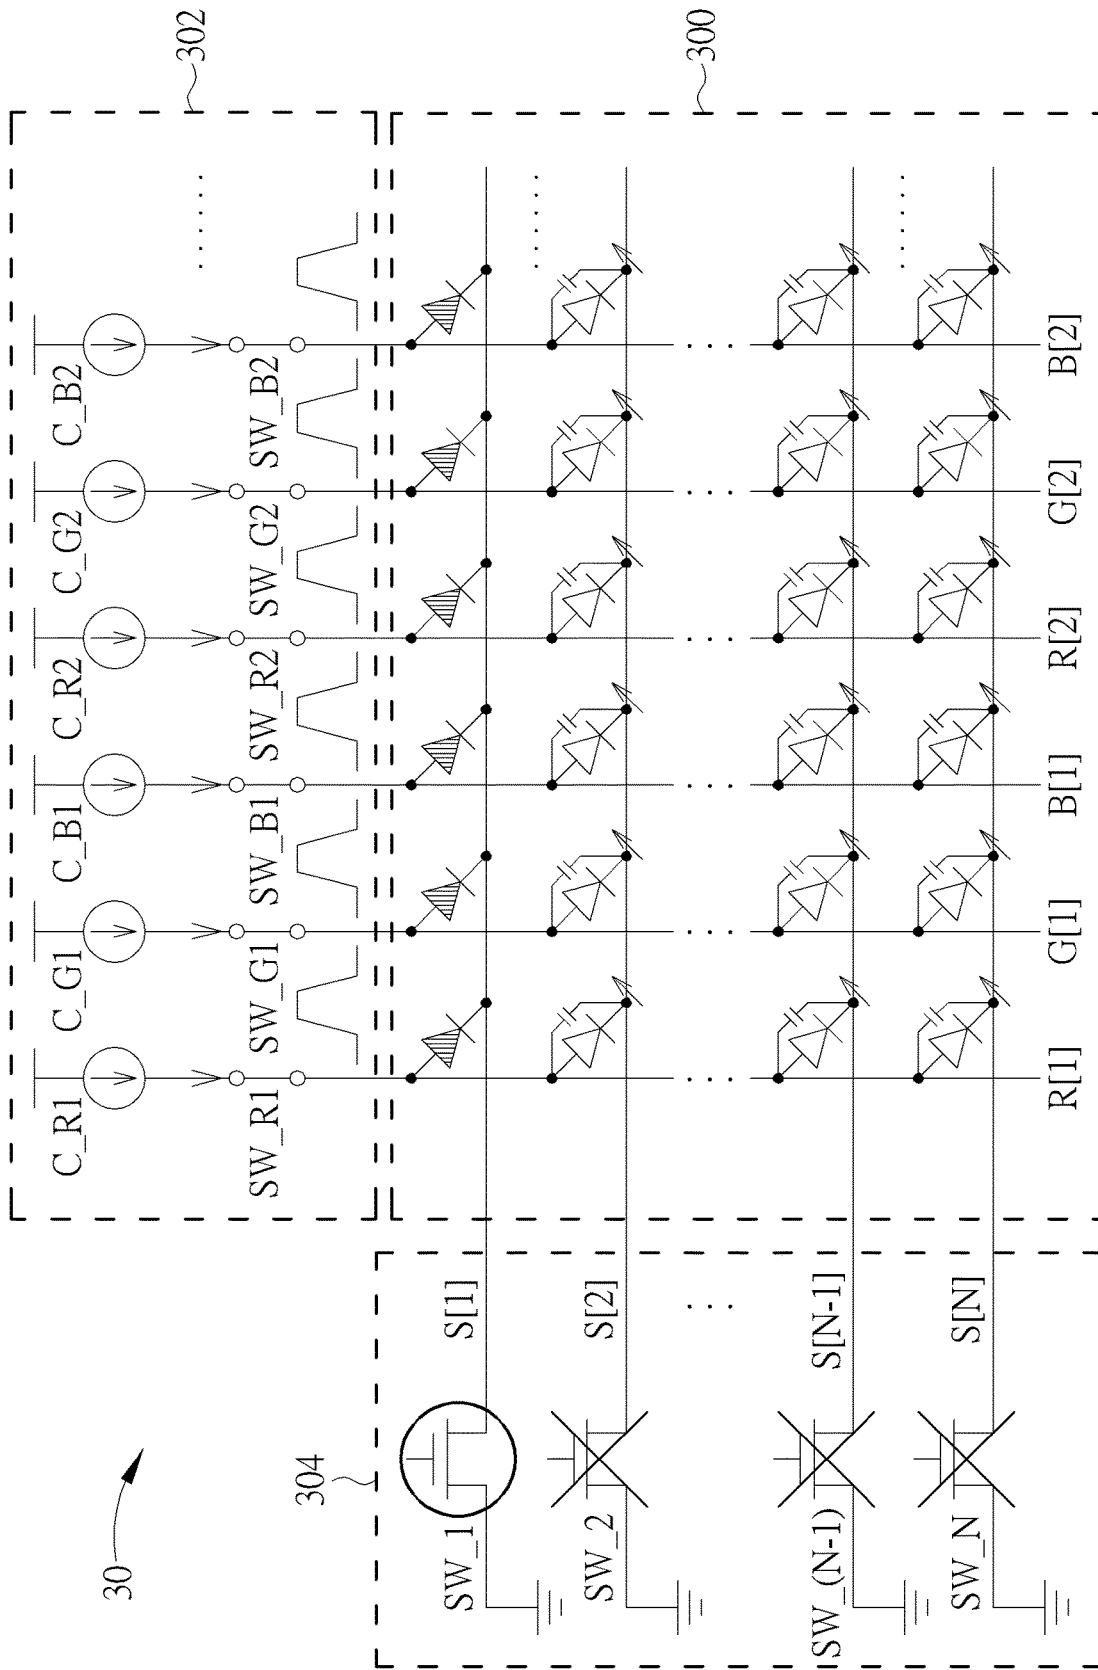 30
302
C_R1
C_G1
C_B1
C_R2
C_G2
C_B2
......
SW_R1
SW_G1
SW_B1
SW_R2
SW_G2
SW_B2
304
300
SW_1
S[1]
......
SW_2
S[2]
...
... ... ... ... ... ...
SW_(N-1)
S[N-1]
......
SW_N
S[N]
R[1]
G[1]
B[1]
R[2]
G[2]
B[2]